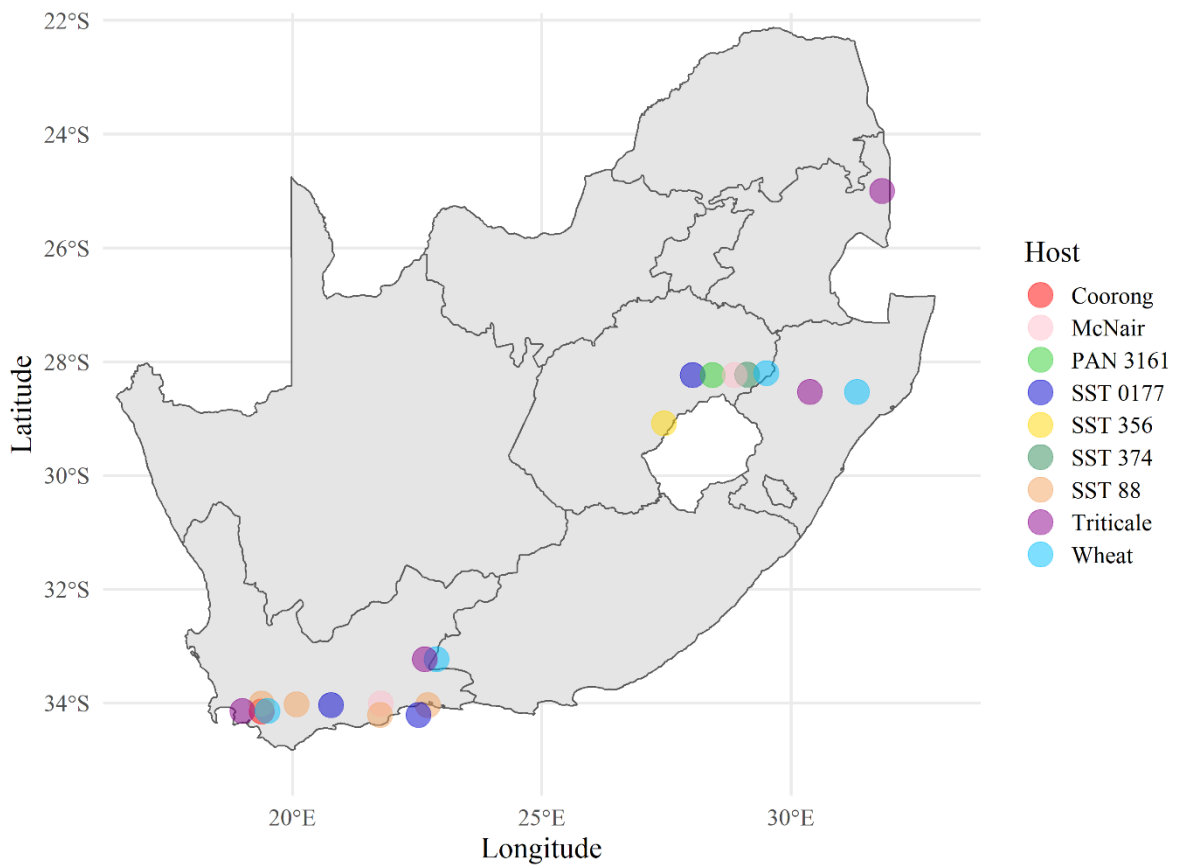 22°S
24°S
26°S
28°S
30°S
32°S
34°S
Latitude
20°E
25°E
30°E
Longitude
Host
Coorong
McNair
PAN 3161
SST 0177
SST 356
SST 374
SST 88
Triticale
Wheat